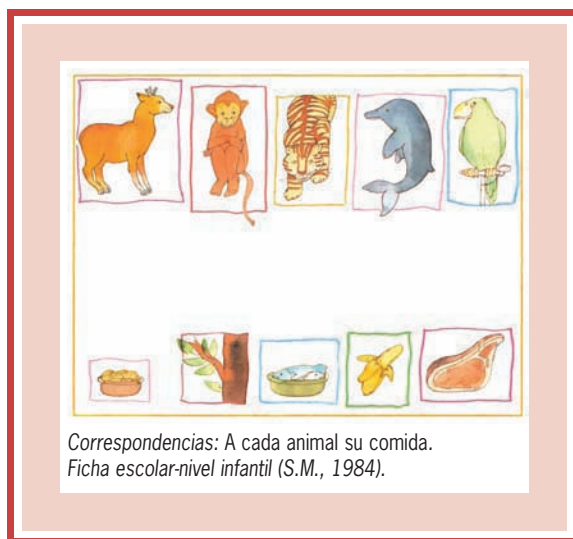 Correspondencias: A cada animal su comida.
Ficha escolar-nivel infantil (S.M., 1984).